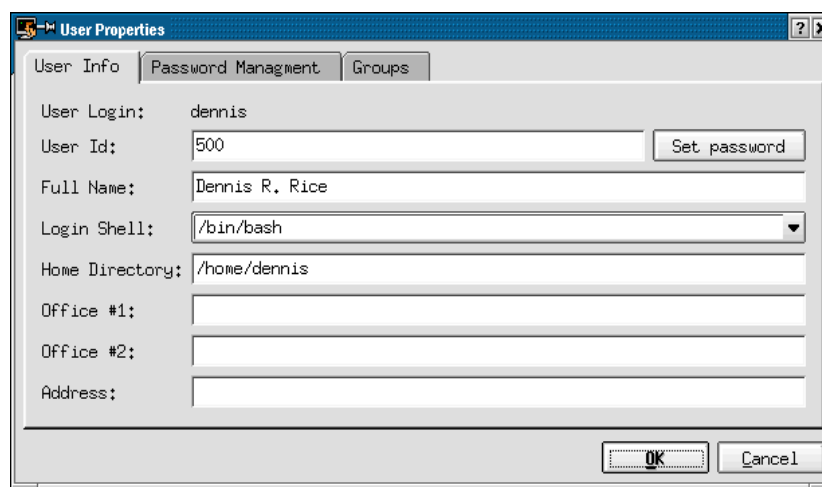 User Properties
?
User Info Password Managment Groups
User Login: dennis
User Id: 500 Set password
Full Name: Dennis R. Rice
Login Shell: /bin/bash
Home Directory: /home/dennis
Office #1:
Office #2:
Address:
OK Cancel